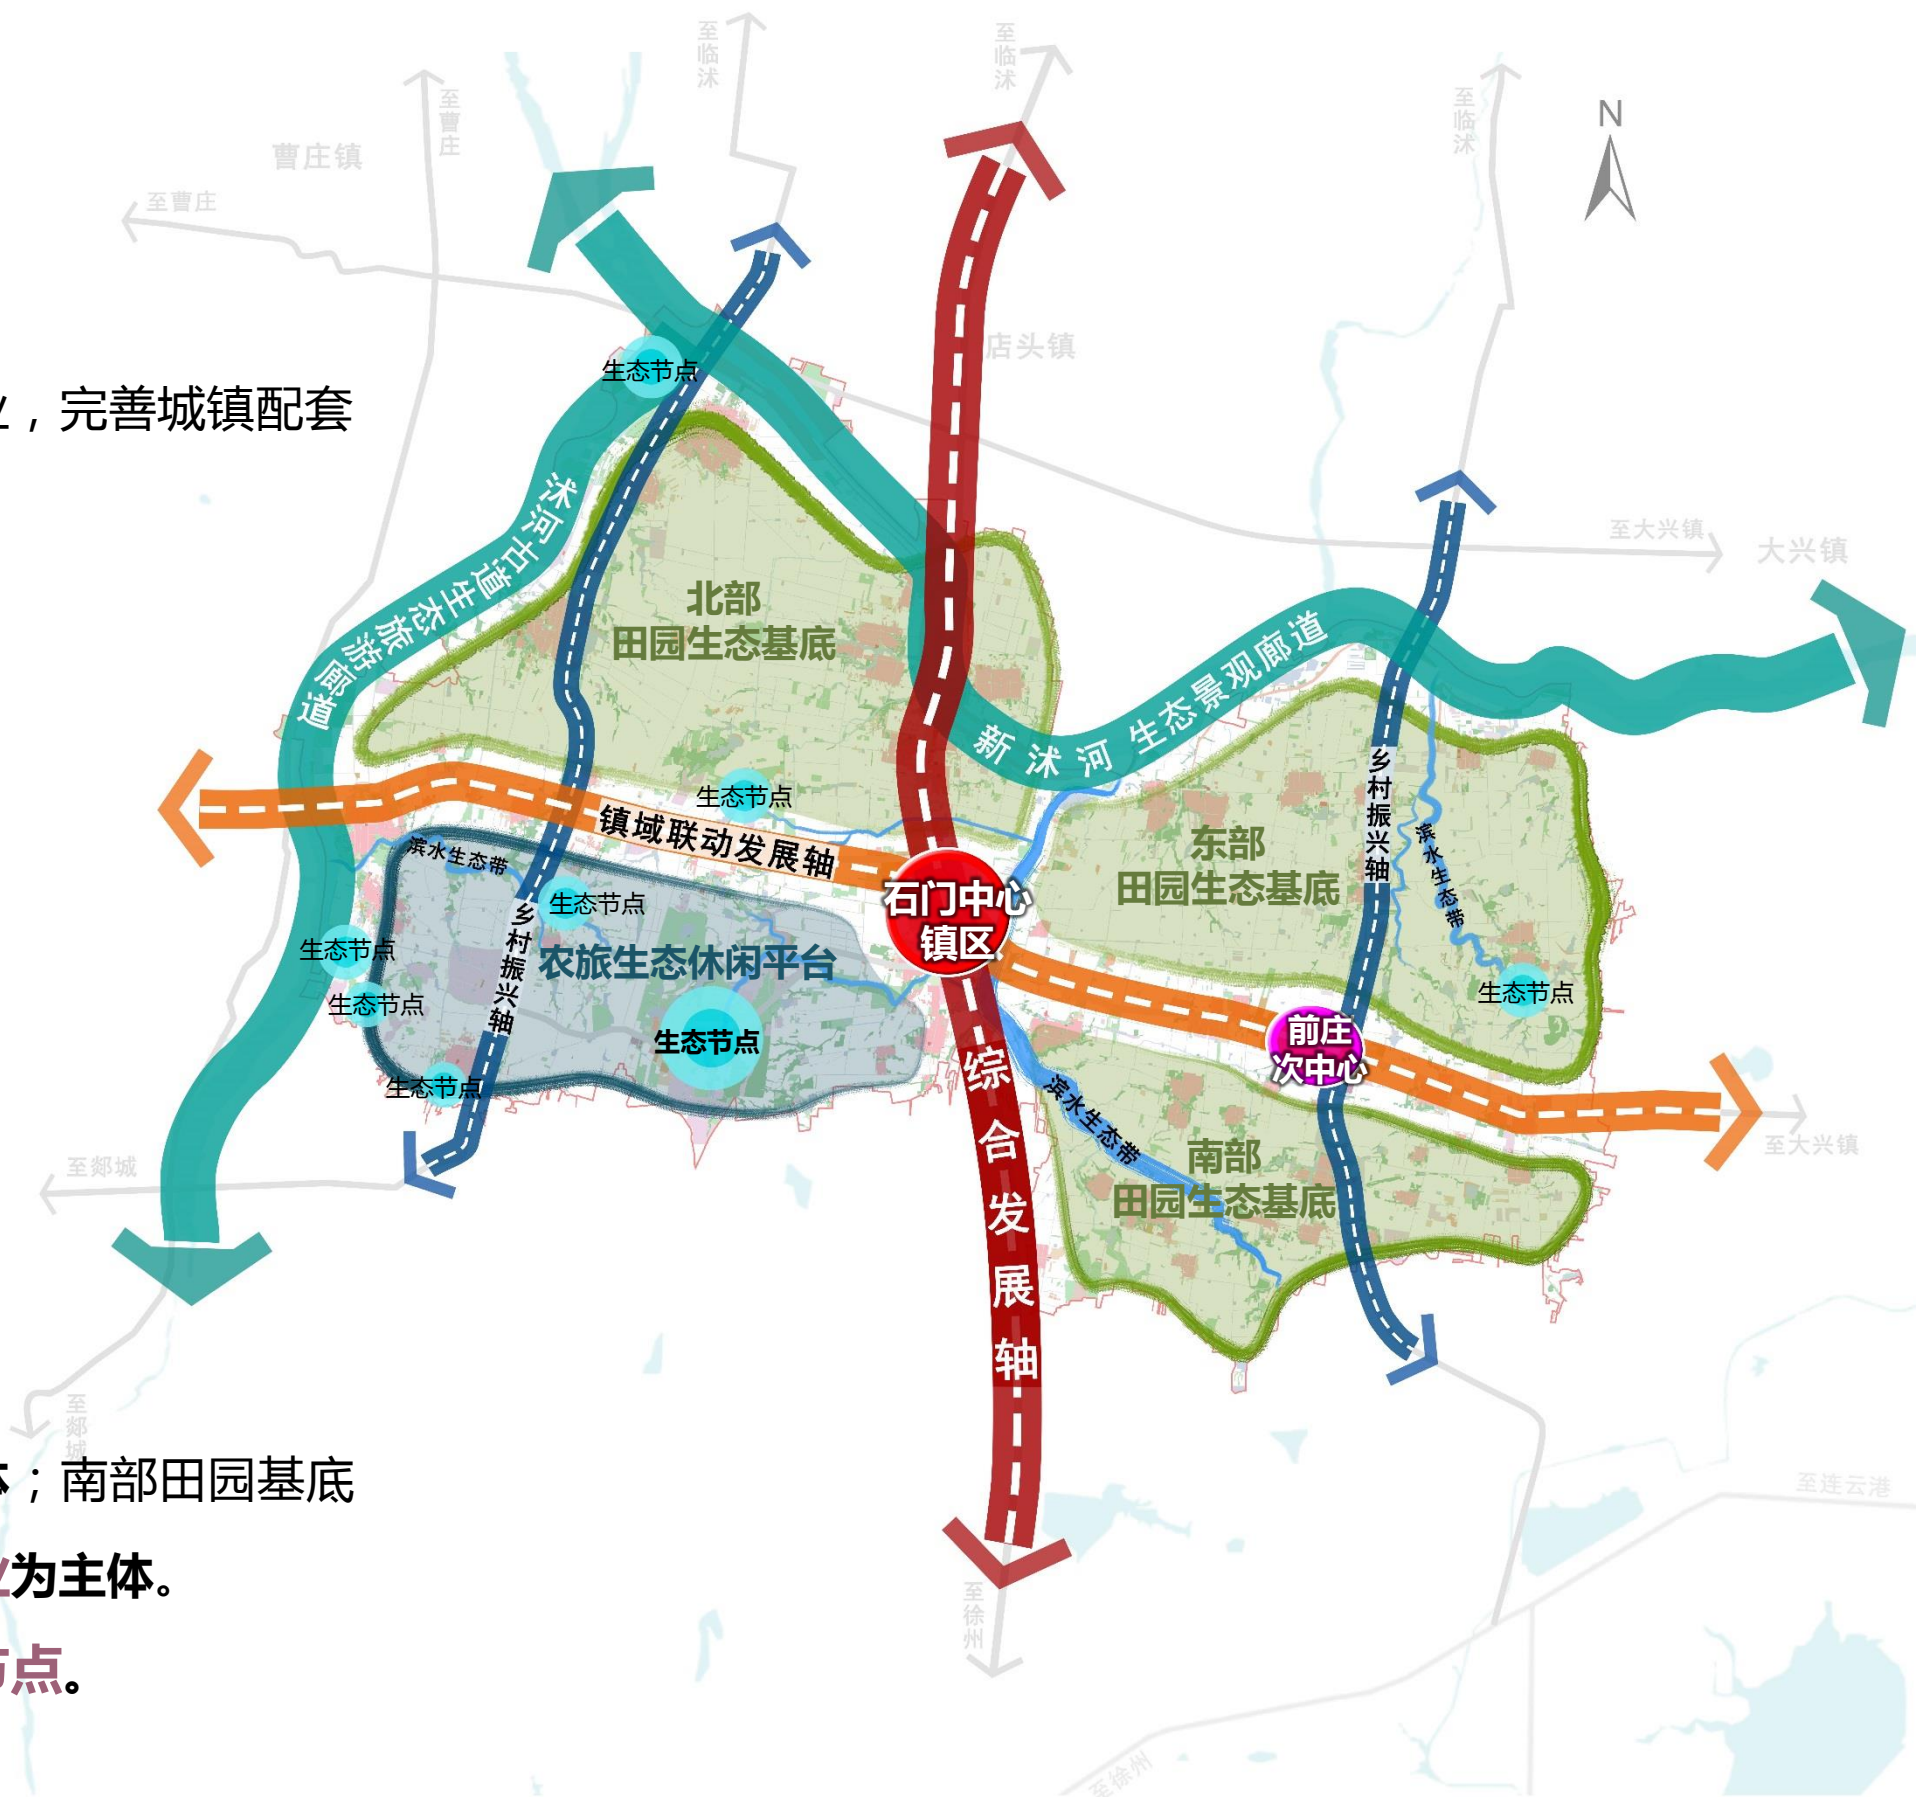 至临沭
至临沭
至曹庄
至临沭
N
曹庄镇
至曹庄
店头镇
生态节点
，完善城镇配套
沭河古道生态旅游廊道
至大兴镇
大兴镇
北部
田园生态基底
新沭河 生态景观廊道
乡村振兴轴
生态节点
镇域联动发展轴
滨水生态带
滨水生态带
东部
田园生态基底
石门中心
镇区
生态节点
乡村振兴轴
生态节点
农旅生态休闲平台
生态节点
生态节点
生态节点
前庄
次中心
生态节点
综合发展轴
滨水生态带
至大兴镇
至郯城
南部
田园生态基底
至郯城
；南部田园基底
至连云港
为主体。
节点。
至徐州
至徐州